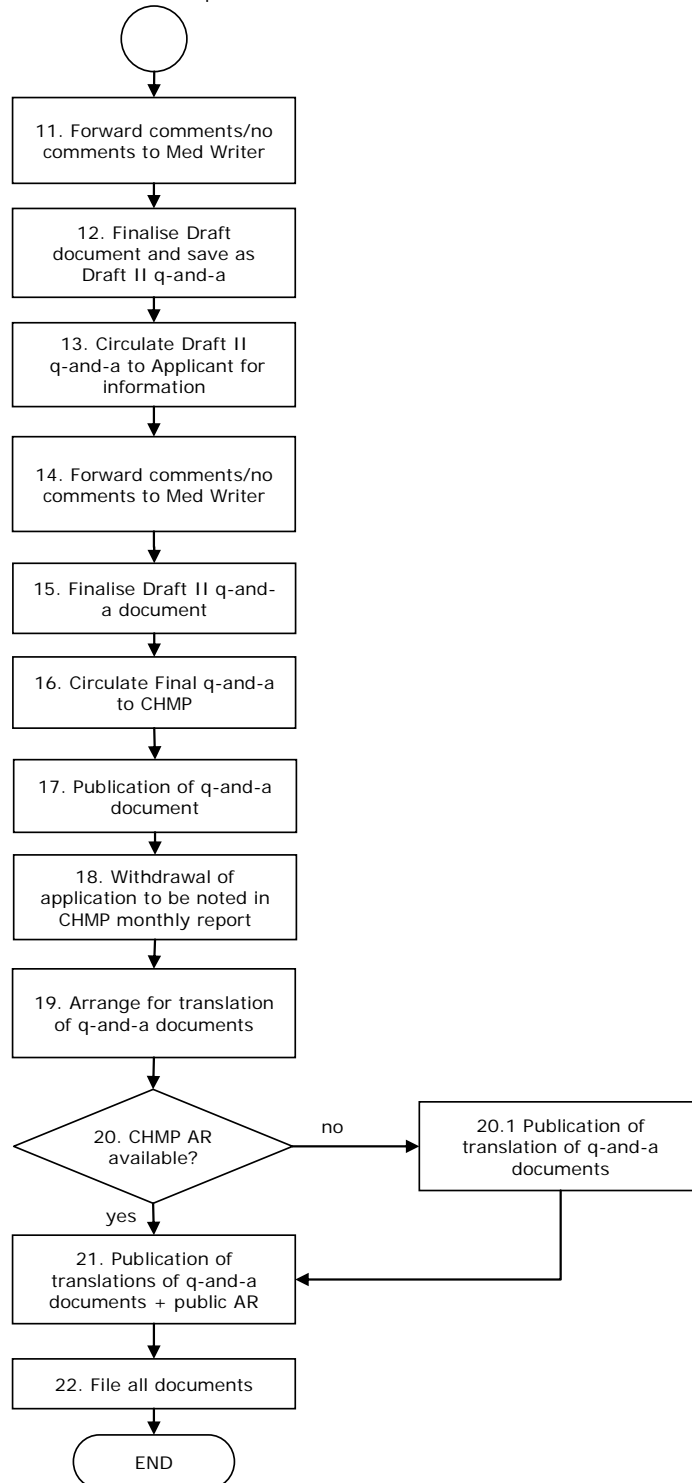 11. Forward comments/no
comments to Med Writer
12. Finalise Draft
document and save as
Draft II q-and-a
13. Circulate Draft II
q-and-a to Applicant for
information
14. Forward comments/no
comments to Med Writer
15. Finalise Draft II q-and-
a document
16. Circulate Final q-and-a
to CHMP
17. Publication of q-and-a
document
18. Withdrawal of
application to be noted in
CHMP monthly report
19. Arrange for translation
of q-and-a documents
20. CHMP AR
available?
no
20.1 Publication of
translation of q-and-a
documents
yes
21. Publication of
translations of q-and-a
documents + public AR
22. File all documents
END